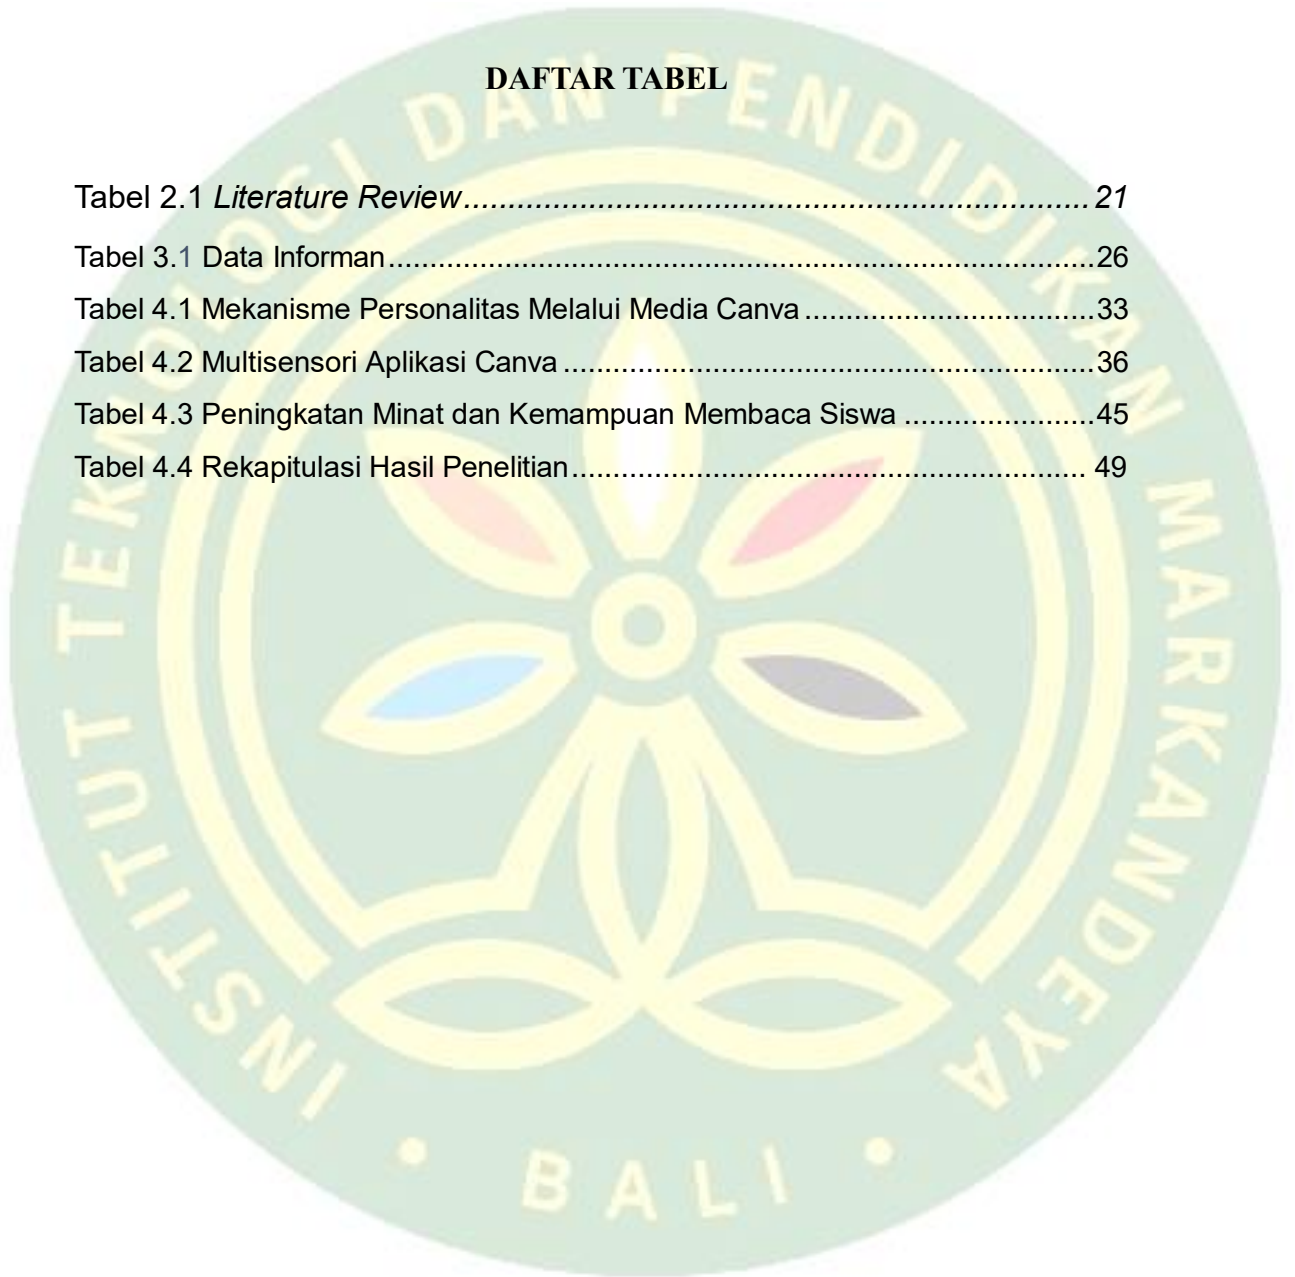 DAFTAR TABEL
Tabel 2.1 Literature Review...................................................................... 21
Tabel 3.1 Data Informan...............................................................................26
Tabel 4.1 Mekanisme Personalitas Melalui Media Canva ................................33
Tabel 4.2 Multisensori Aplikasi Canva ...........................................................36
Tabel 4.3 Peningkatan Minat dan Kemampuan Membaca Siswa .....................45
Tabel 4.4 Rekapitulasi Hasil Penelitian......................................................... 49
INSTITUT TEKNOLOGI DAN PENDIDIKAN MARKANDEYA
• BALI •